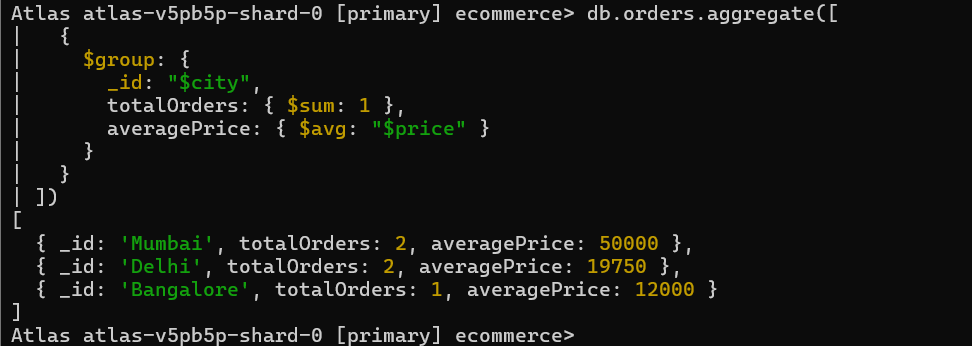 Atlas atlas-v5pb5p-shard-0 [primary] ecommerce> db.orders.aggregate([
|   {
|     $group: {
|       _id: "$city",
|       totalOrders: { $sum: 1 },
|       averagePrice: { $avg: "$price" }
|     }
|   }
| ])
[
  { _id: 'Mumbai', totalOrders: 2, averagePrice: 50000 },
  { _id: 'Delhi', totalOrders: 2, averagePrice: 19750 },
  { _id: 'Bangalore', totalOrders: 1, averagePrice: 12000 }
]
Atlas atlas-v5pb5p-shard-0 [primary] ecommerce>